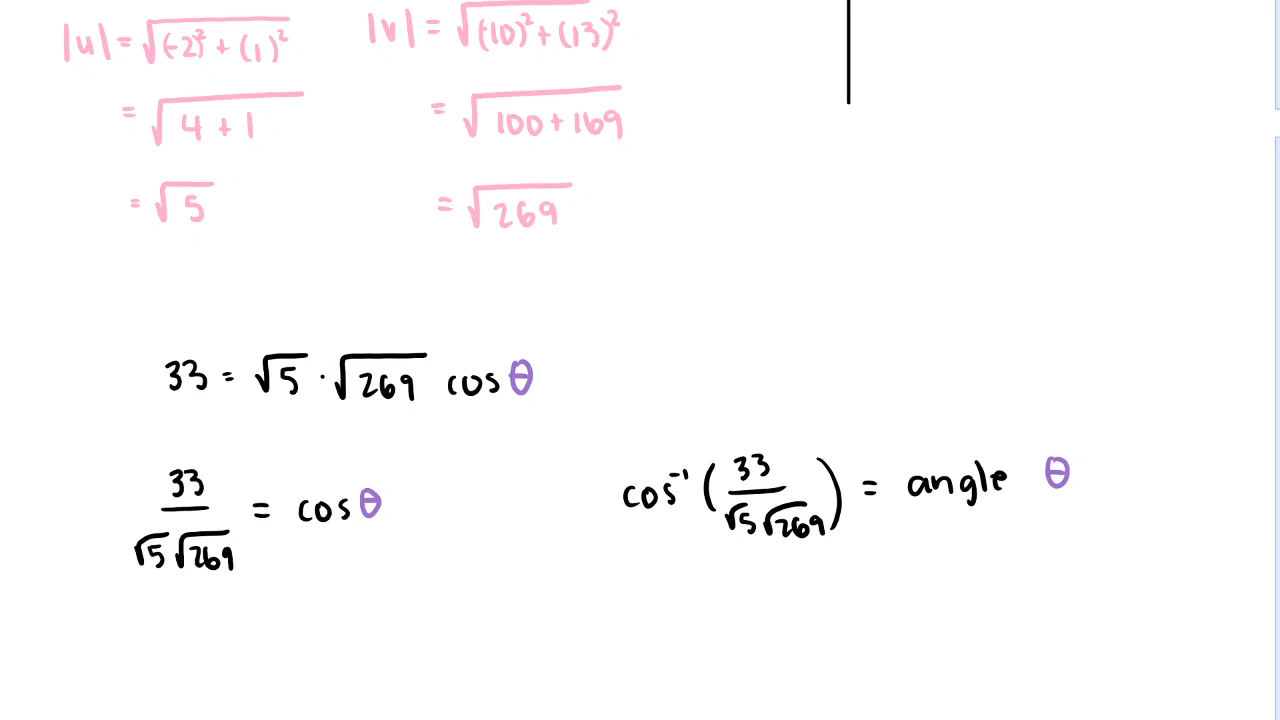 |u| = √(-2)² + (1)²
= √4 + 1
= √5
|v| = √(-10)² + (13)²
= √100 + 169
= √269
33 = √5 · √269 cos θ
33/√5 √269 = cos θ
cos⁻¹ (33/√5 √269) = angle θ